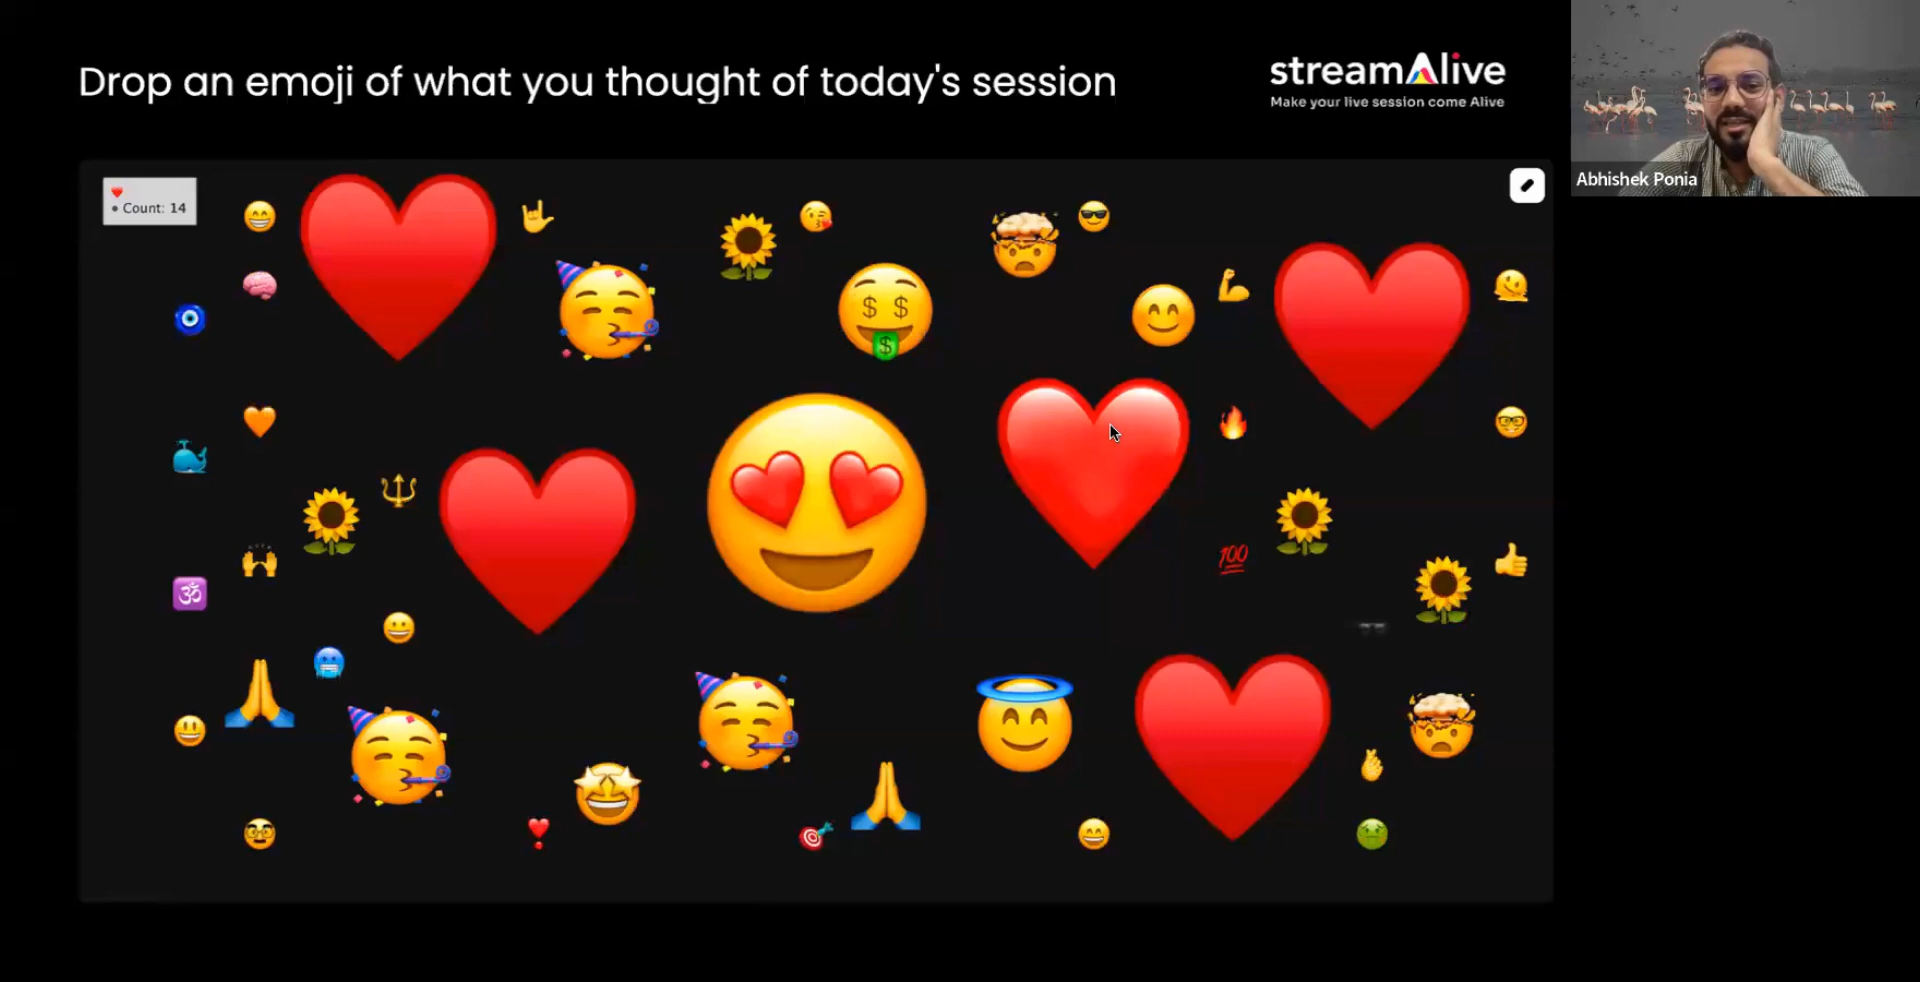 Drop an emoji of what you thought of today's session
streamAlive
Make your live session come Alive
Abhishek Ponia
❤️
• Count: 14
$ $
$
100
ॐ